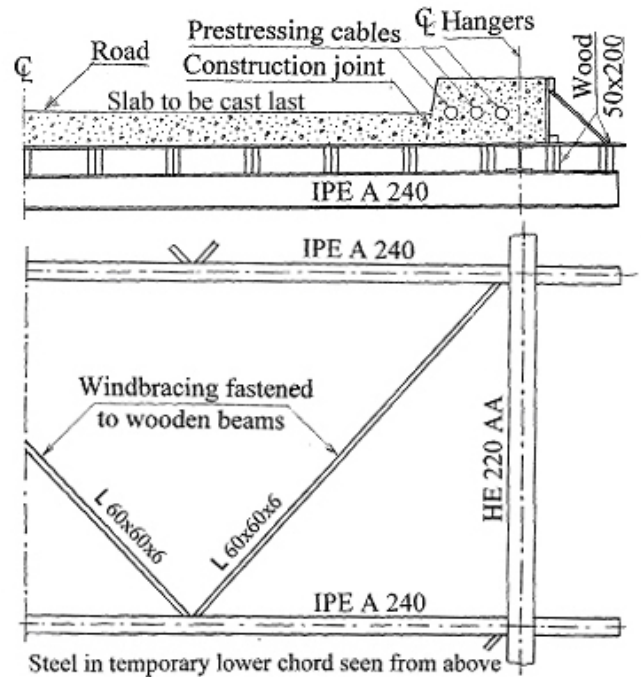 Prestressing cables
℄ Hangers
℄
Road
Construction joint
Slab to be cast last
Wood
50x200
IPE A 240
IPE A 240
Windbracing fastened
to wooden beams
L 60x60x6
L 60x60x6
HE 220 AA
IPE A 240
Steel in temporary lower chord seen from above